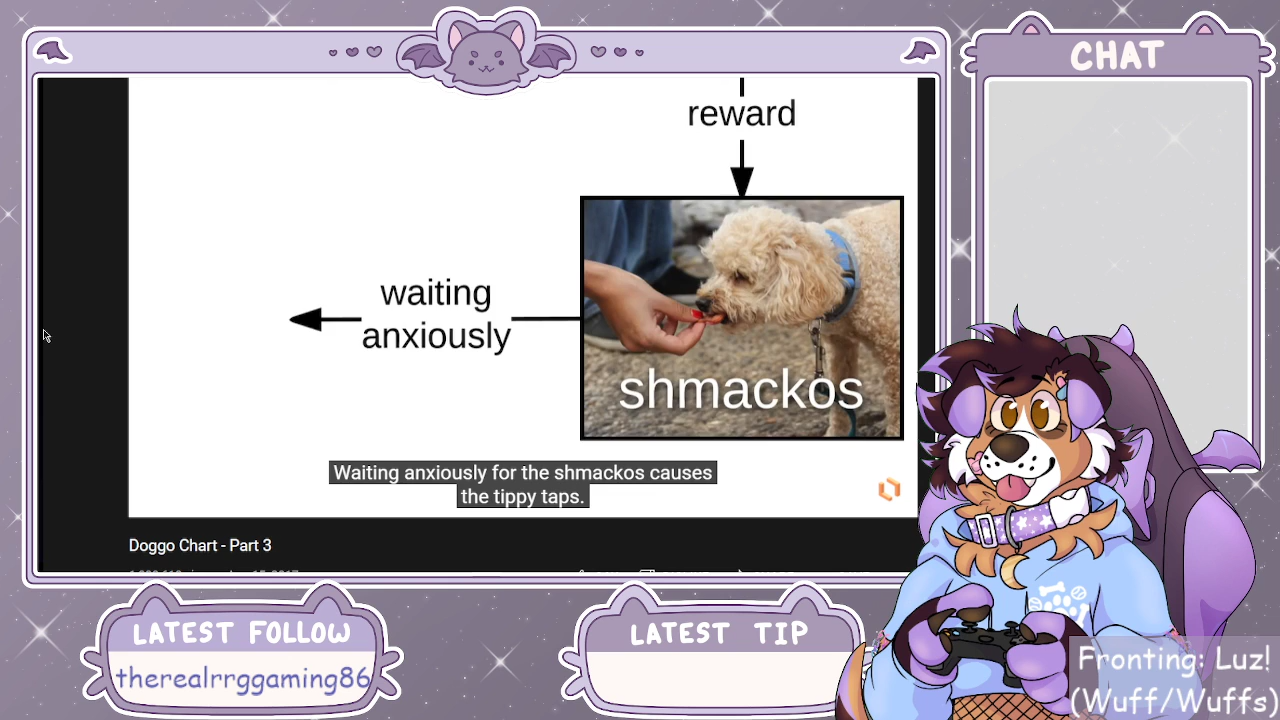 CHAT
reward
waiting
anxiously
shmackos
Waiting anxiously for the shmackos causes
the tippy taps.
Doggo Chart - Part 3
LATEST FOLLOW
therealrrggaming86
LATEST TIP
Fronting: Luz!
(Wuff/Wuffs)